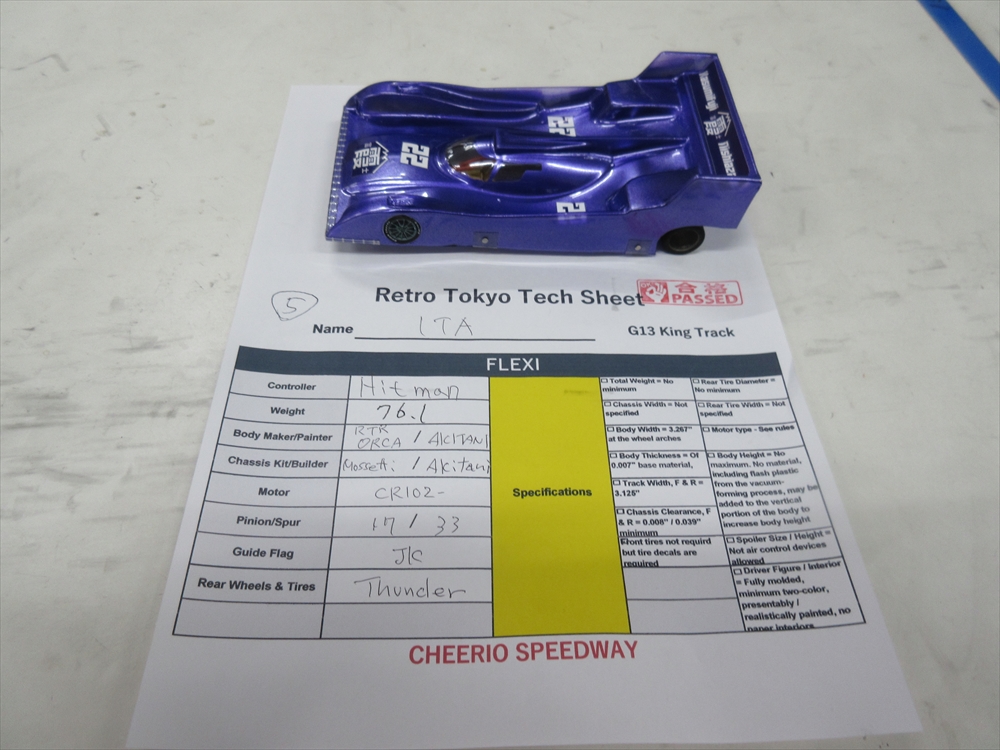 22
22
22
合格
PASSED
5
Retro Tokyo Tech Sheet
Name ITA
G13 King Track
FLEXI
Controller Hitman
Weight 76.1
Body Maker/Painter RTR ORCA / AKITANI
Chassis Kit/Builder Mossetti / Akitani
Motor CR102-
Pinion/Spur 17 / 33
Guide Flag JK
Rear Wheels & Tires Thunder
Specifications
☐ Total Weight = No minimum
☐ Rear Tire Diameter = No minimum
☐ Chassis Width = Not specified
☐ Rear Tire Width = Not specified
☐ Body Width = 3.267" at the wheel arches
☐ Motor type - See rules
☐ Body Thickness = Of 0.007" base material,
☐ Body Height = No maximum. No material, including flash plastic from the vacuum-forming process, may be added to the vertical portion of the body to increase body height
☐ Track Width, F & R = 3.125"
☐ Chassis Clearance, F & R = 0.008" / 0.039" minimum
Front tires not requird but tire decals are required
☐ Spoiler Size / Height = Not air control devices allowed
☐ Driver Figure / Interior = Fully molded, minimum two-color, presentably / realistically painted, no paper interiors
CHEERIO SPEEDWAY